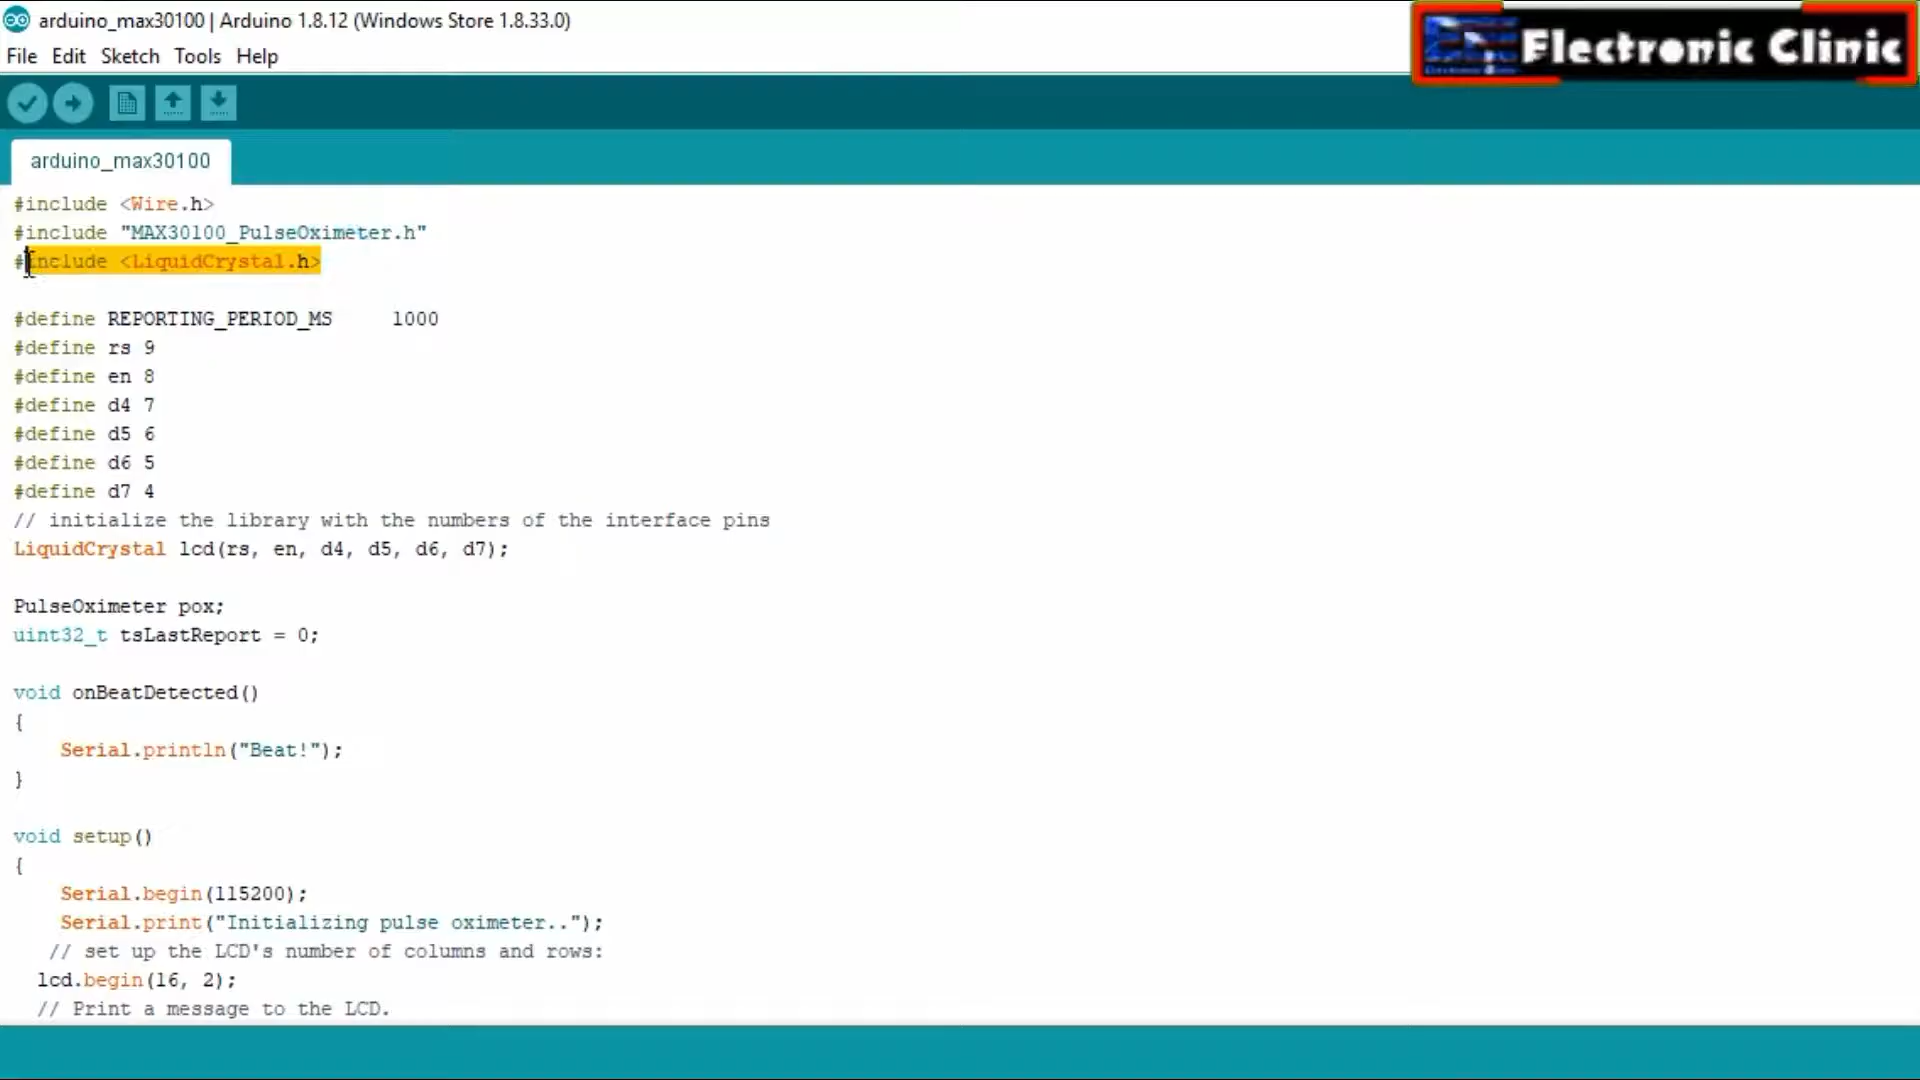 arduino_max30100 | Arduino 1.8.12 (Windows Store 1.8.33.0)
Electronic Clinic
File Edit Sketch Tools Help
arduino_max30100
#include <Wire.h>
#include "MAX30100_PulseOximeter.h"
#include <LiquidCrystal.h>
#define REPORTING_PERIOD_MS     1000
#define rs 9
#define en 8
#define d4 7
#define d5 6
#define d6 5
#define d7 4
// initialize the library with the numbers of the interface pins
LiquidCrystal lcd(rs, en, d4, d5, d6, d7);
PulseOximeter pox;
uint32_t tsLastReport = 0;
void onBeatDetected()
{
    Serial.println("Beat!");
}
void setup()
{
    Serial.begin(115200);
    Serial.print("Initializing pulse oximeter..");
   // set up the LCD's number of columns and rows:
  lcd.begin(16, 2);
  // Print a message to the LCD.